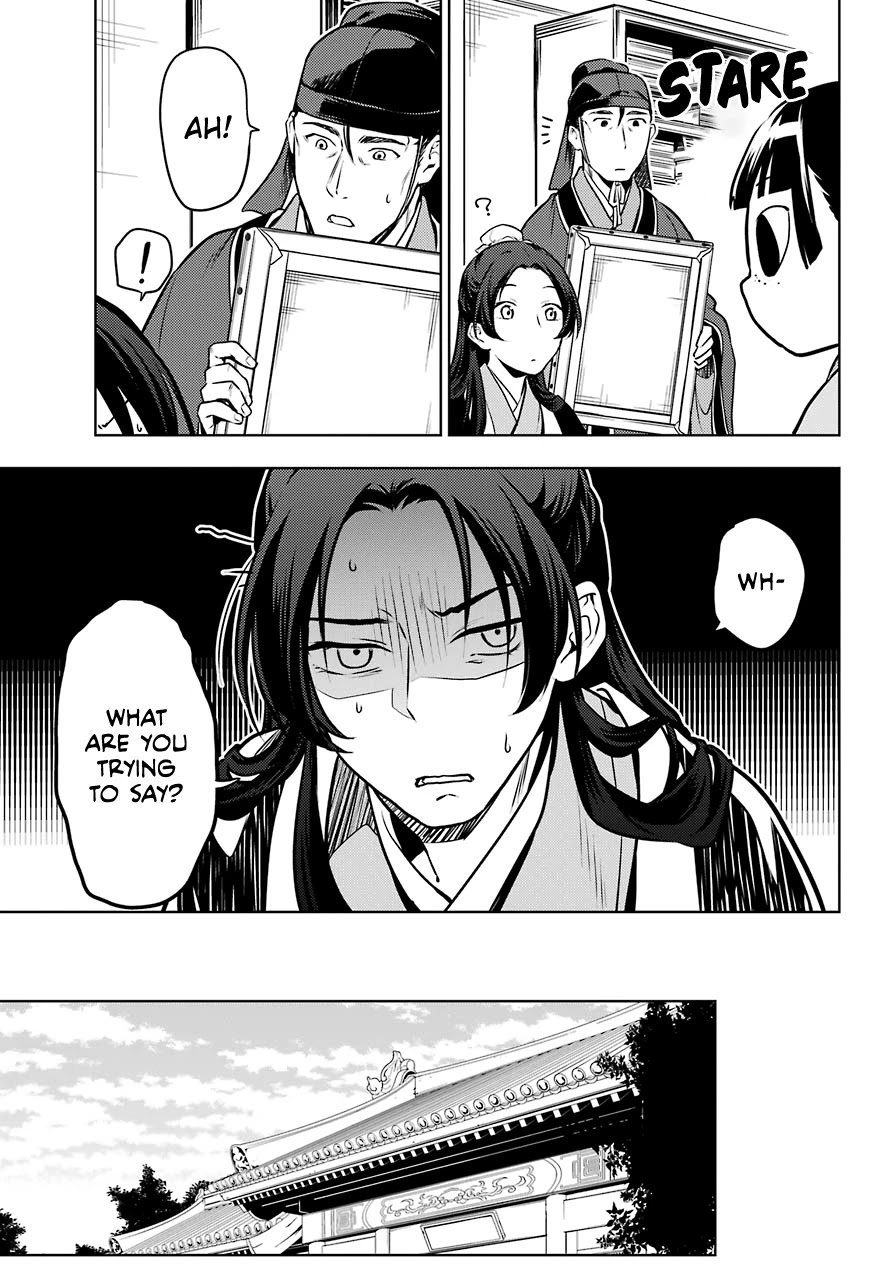 STARE
?
AH!
!
WH-
WHAT
ARE YOU
TRYING
TO SAY?